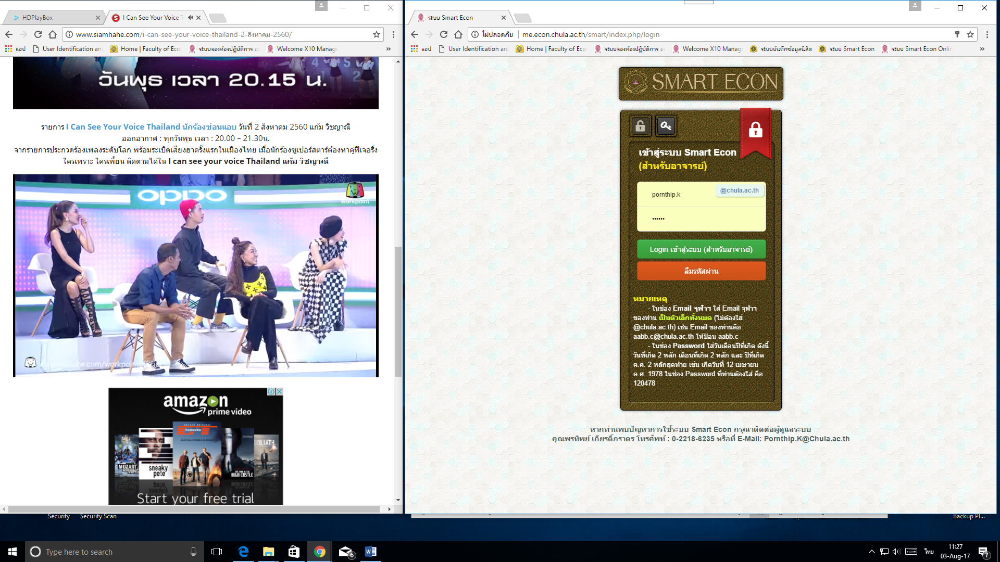 HDPlayBox
I Can See Your Voice T
www.siamhahe.com/i-can-see-your-voice-thailand-2-สิงหาคม-2560/
แอป
User Identification an
Home | Faculty of Eco
ระบบจองห้องปฏิบัติการ อ
Welcome X10 Manag
»
วันพุธ เวลา 20.15 น.
รายการ I Can See Your Voice Thailand นักร้องซ่อนแอบ วันที่ 2 สิงหาคม 2560 แก้ม วิชญาณี
ออกอากาศ : ทุกวันพุธ เวลา : 20.00 – 21.30น.
จากรายการประกวดร้องเพลงระดับโลก พร้อมระเบิดเสียงฮาครั้งแรกในเมืองไทย เมื่อนักร้องซูเปอร์สตาร์ต้องหาคู่ฟีเจอริ่ง
ใครเพราะ ใครเพี้ยน ติดตามได้ใน I can see your voice Thailand แก้ม วิชญาณี
oppo
workpoint
amazon
prime video
MOZART
IN THE JUNGLE
sneaky
pete
THE MAN IN THE
HIGH CASTLE
GOLIATH
Start your free trial
ระบบ Smart Econ
ไม่ปลอดภัย
me.econ.chula.ac.th/smart/index.php/login
แอป
User Identification an
Home | Faculty of Eco
ระบบจองห้องปฏิบัติการ อ
Welcome X10 Manag
ระบบบันทึกข้อมูลนิสิต
ระบบ Smart Econ
ระบบ Smart Econ Onlin
»
SMART ECON
เข้าสู่ระบบ Smart Econ
(สำหรับอาจารย์)
pornthip.k
@chula.ac.th
••••••
Login เข้าสู่ระบบ (สำหรับอาจารย์)
ลืมรหัสผ่าน
หมายเหตุ
- ในช่อง Email จุฬาฯ ใส่ Email จุฬาฯ
ของท่าน เป็นตัวเล็กทั้งหมด (ไม่ต้องใส่
@chula.ac.th) เช่น Email ของท่านคือ
aabb.c@chula.ac.th ให้ป้อน aabb.c
- ในช่อง Password ใส่วันเดือนปีที่เกิด ดังนี้
วันที่เกิด 2 หลัก เดือนที่เกิด 2 หลัก และ ปีที่เกิด
ค.ศ. 2 หลักสุดท้าย เช่น เกิดวันที่ 12 เมษายน
ค.ศ. 1978 ในช่อง Password ที่ท่านต้องใส่ คือ
120478
หากท่านพบปัญหาการใช้ระบบ Smart Econ กรุณาติดต่อผู้ดูแลระบบ
คุณพรทิพย์ เกียรติ์ภราดร โทรศัพท์ : 0-2218-6235 หรือที่ E-Mail: Pornthip.K@Chula.ac.th
Security
Security Scan
Backup Pl...
Type here to search
6
ไทย
11:27
03-Aug-17
7